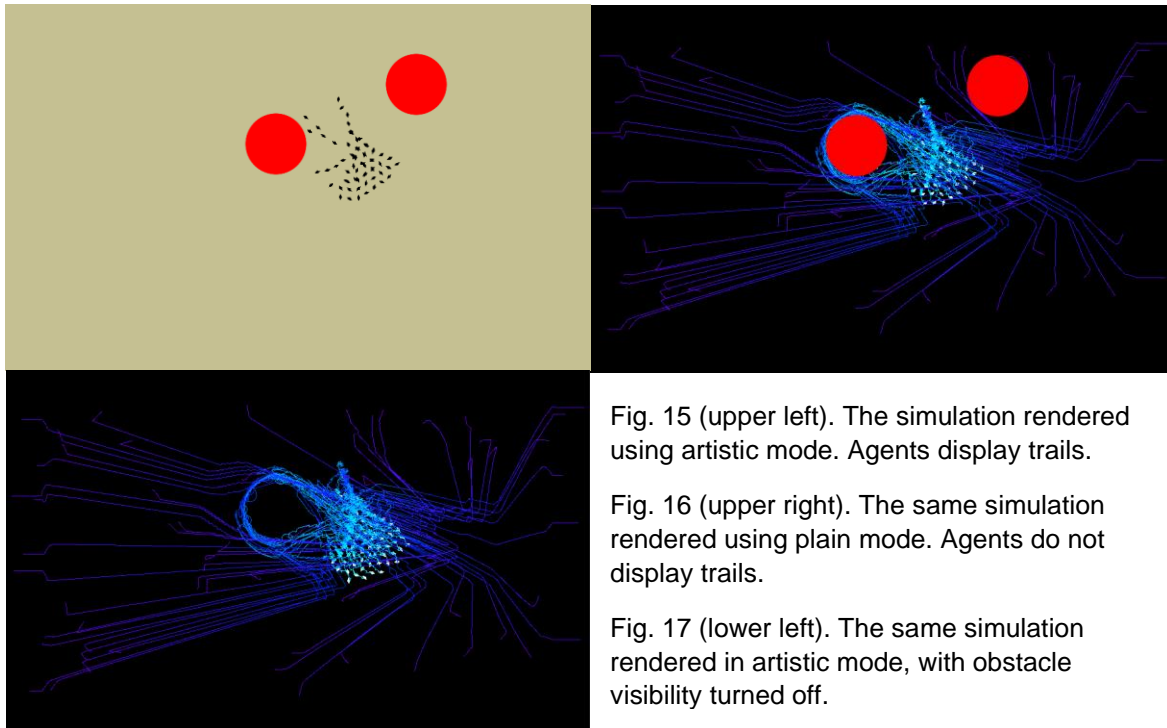 Fig. 15 (upper left). The simulation rendered
using artistic mode. Agents display trails.
Fig. 16 (upper right). The same simulation
rendered using plain mode. Agents do not
display trails.
Fig. 17 (lower left). The same simulation
rendered in artistic mode, with obstacle
visibility turned off.